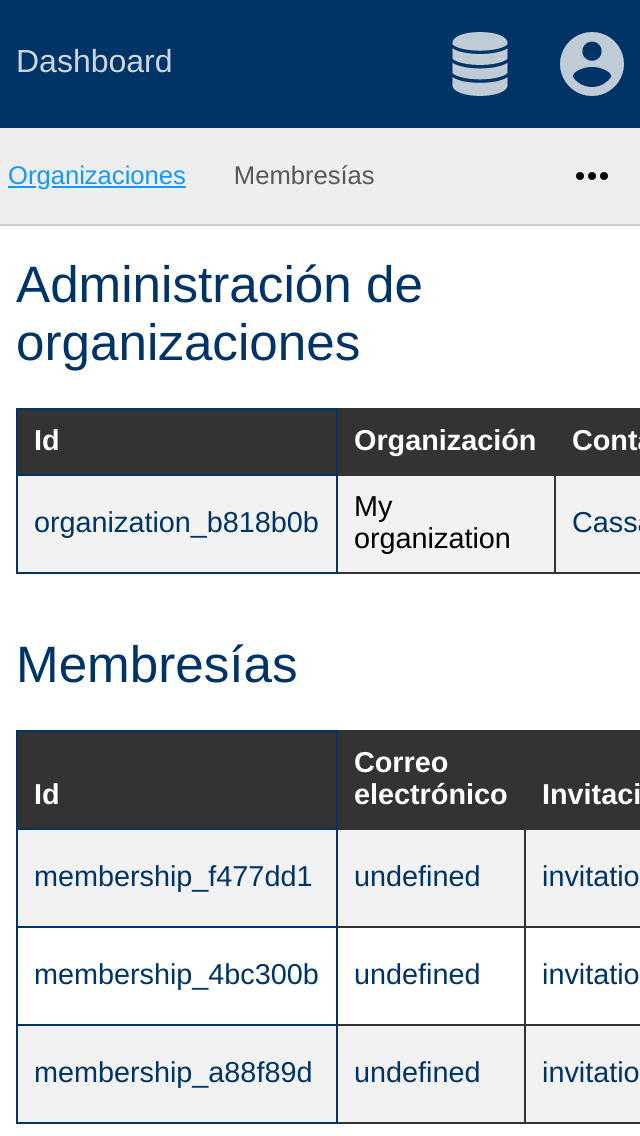 Dashboard
Organizaciones Membresías
Administración de
organizaciones
Id Organización Conta
organization_b818b0b My organization Cassa
Membresías
Id Correo electrónico Invitaci
membership_f477dd1 undefined invitatio
membership_4bc300b undefined invitatio
membership_a88f89d undefined invitatio